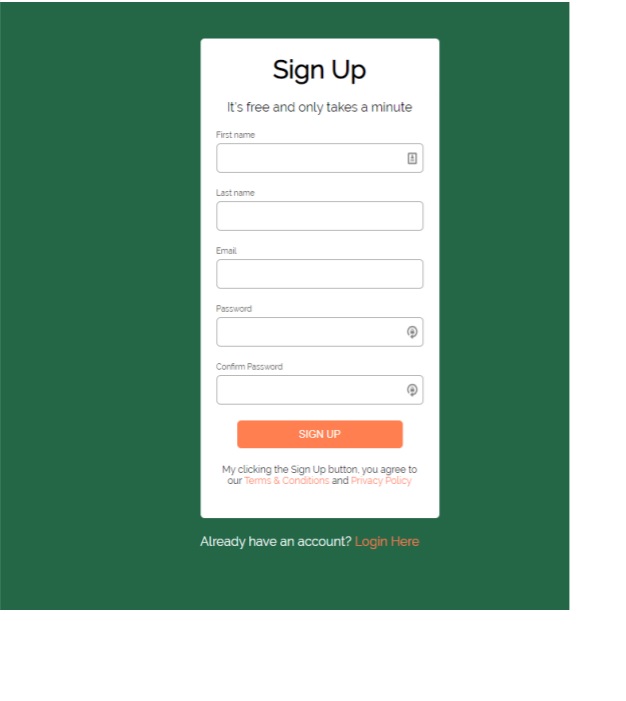 Sign Up
It's free and only takes a minute
First name
Last name
Email
Password
Confirm Password
SIGN UP
My clicking the Sign Up button, you agree to
our Terms & Conditions and Privacy Policy
Already have an account? Login Here